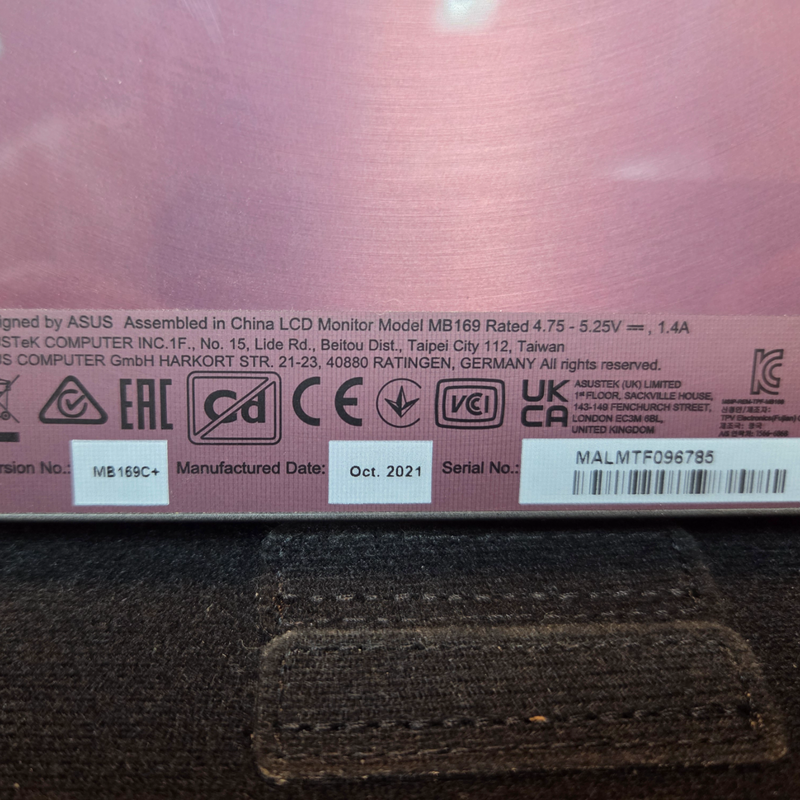 igned by ASUS Assembled in China LCD Monitor Model MB169 Rated 4.75 - 5.25V ⎓, 1.4A
USTeK COMPUTER INC.1F., No. 15, Lide Rd., Beitou Dist., Taipei City 112, Taiwan
US COMPUTER GmbH HARKORT STR. 21-23, 40880 RATINGEN, GERMANY All rights reserved.
EAC Cd CE VCI UK CA
ASUSTEK (UK) LIMITED
1ST FLOOR, SACKVILLE HOUSE,
143-149 FENCHURCH STREET,
LONDON EC3M 6BL,
UNITED KINGDOM
ersion No.: MB169C+ Manufactured Date: Oct. 2021 Serial No.: MALMTF096785